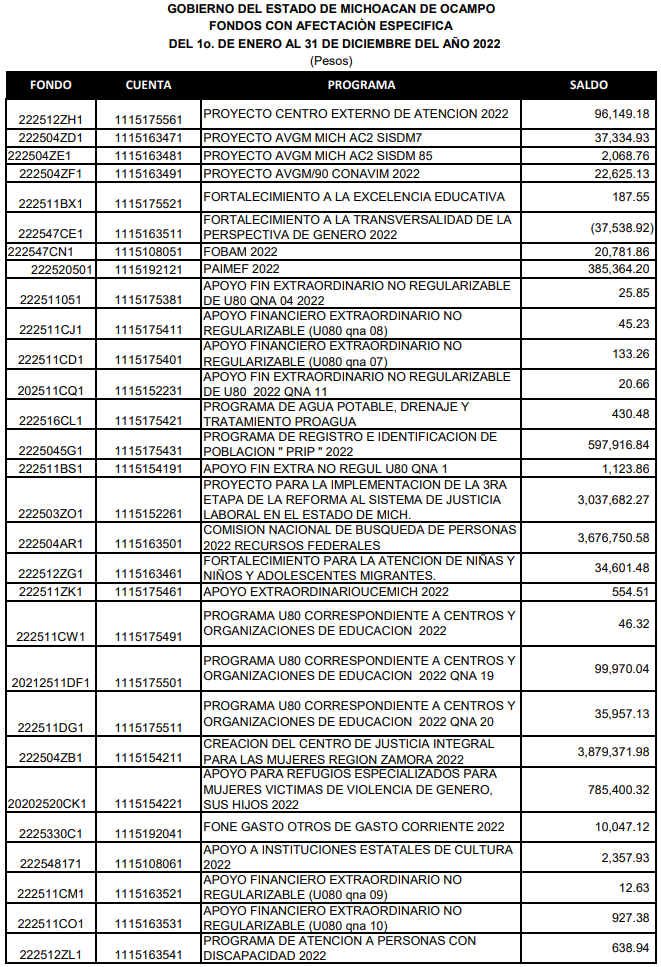 GOBIERNO DEL ESTADO DE MICHOACAN DE OCAMPO
FONDOS CON AFECTACIÒN ESPECIFICA
DEL 1o. DE ENERO AL 31 DE DICIEMBRE DEL AÑO 2022
(Pesos)
FONDO CUENTA PROGRAMA SALDO
222512ZH1 1115175561 PROYECTO CENTRO EXTERNO DE ATENCION 2022 96,149.18
222504ZD1 1115163471 PROYECTO AVGM MICH AC2 SISDM7 37,334.93
222504ZE1 1115163481 PROYECTO AVGM MICH AC2 SISDM 85 2,068.76
222504ZF1 1115163491 PROYECTO AVGM/90 CONAVIM 2022 22,625.13
222511BX1 1115175521 FORTALECIMIENTO A LA EXCELENCIA EDUCATIVA 187.55
FORTALECIMIENTO A LA TRANSVERSALIDAD DE LA
222547CE1 1115163511 PERSPECTIVA DE GENERO 2022 (37,538.92)
222547CN1 1115108051 FOBAM 2022 20,781.86
222520501 1115192121 PAIMEF 2022 385,364.20
APOYO FIN EXTRAORDINARIO NO REGULARIZABLE
222511051 1115175381 DE U80 QNA 04 2022 25.85
APOYO FINANCIERO EXTRAORDINARIO NO
222511CJ1 1115175411 REGULARIZABLE (U080 qna 08) 45.23
APOYO FINANCIERO EXTRAORDINARIO NO
222511CD1 1115175401 REGULARIZABLE (U080 qna 07) 133.26
APOYO FIN EXTRAORDINARIO NO REGULARIZABLE
202511CQ1 1115152231 DE U80  2022 QNA 11 20.66
PROGRAMA DE AGUA POTABLE, DRENAJE Y
222516CL1 1115175421 TRATAMIENTO PROAGUA 430.48
PROGRAMA DE REGISTRO E IDENTIFICACION DE
2225045G1 1115175431 POBLACION " PRIP " 2022 597,916.84
222511BS1 1115154191 APOYO FIN EXTRA NO REGUL U80 QNA 1 1,123.86
PROYECTO PARA LA IMPLEMENTACION DE LA 3RA
ETAPA DE LA REFORMA AL SISTEMA DE JUSTICIA
222503ZO1 1115152261 LABORAL EN EL ESTADO DE MICH. 3,037,682.27
COMISION NACIONAL DE BUSQUEDA DE PERSONAS
222504AR1 1115163501 2022 RECURSOS FEDERALES 3,676,750.58
FORTALECIMIENTO PARA LA ATENCION DE NIÑAS Y
222512ZG1 1115163461 NIÑOS Y ADOLESCENTES MIGRANTES. 34,601.48
222511ZK1 1115175461 APOYO EXTRAORDINARIOUCEMICH 2022 554.51
PROGRAMA U80 CORRESPONDIENTE A CENTROS Y
222511CW1 1115175491 ORGANIZACIONES DE EDUCACION  2022 46.32
PROGRAMA U80 CORRESPONDIENTE A CENTROS Y
20212511DF1 1115175501 ORGANIZACIONES DE EDUCACION  2022 QNA 19 99,970.04
PROGRAMA U80 CORRESPONDIENTE A CENTROS Y
222511DG1 1115175511 ORGANIZACIONES DE EDUCACION  2022 QNA 20 35,957.13
CREACION DEL CENTRO DE JUSTICIA INTEGRAL
222504ZB1 1115154211 PARA LAS MUJERES REGION ZAMORA 2022 3,879,371.98
APOYO PARA REFUGIOS ESPECIALIZADOS PARA
MUJERES VICTIMAS DE VIOLENCIA DE GENERO,
20202520CK1 1115154221 SUS HIJOS 2022 785,400.32
2225330C1 1115192041 FONE GASTO OTROS DE GASTO CORRIENTE 2022 10,047.12
APOYO A INSTITUCIONES ESTATALES DE CULTURA
222548171 1115108061 2022 2,357.93
APOYO FINANCIERO EXTRAORDINARIO NO
222511CM1 1115163521 REGULARIZABLE (U080 qna 09) 12.63
APOYO FINANCIERO EXTRAORDINARIO NO
222511CO1 1115163531 REGULARIZABLE (U080 qna 10) 927.38
PROGRAMA DE ATENCION A PERSONAS CON
222512ZL1 1115163541 DISCAPACIDAD 2022 638.94